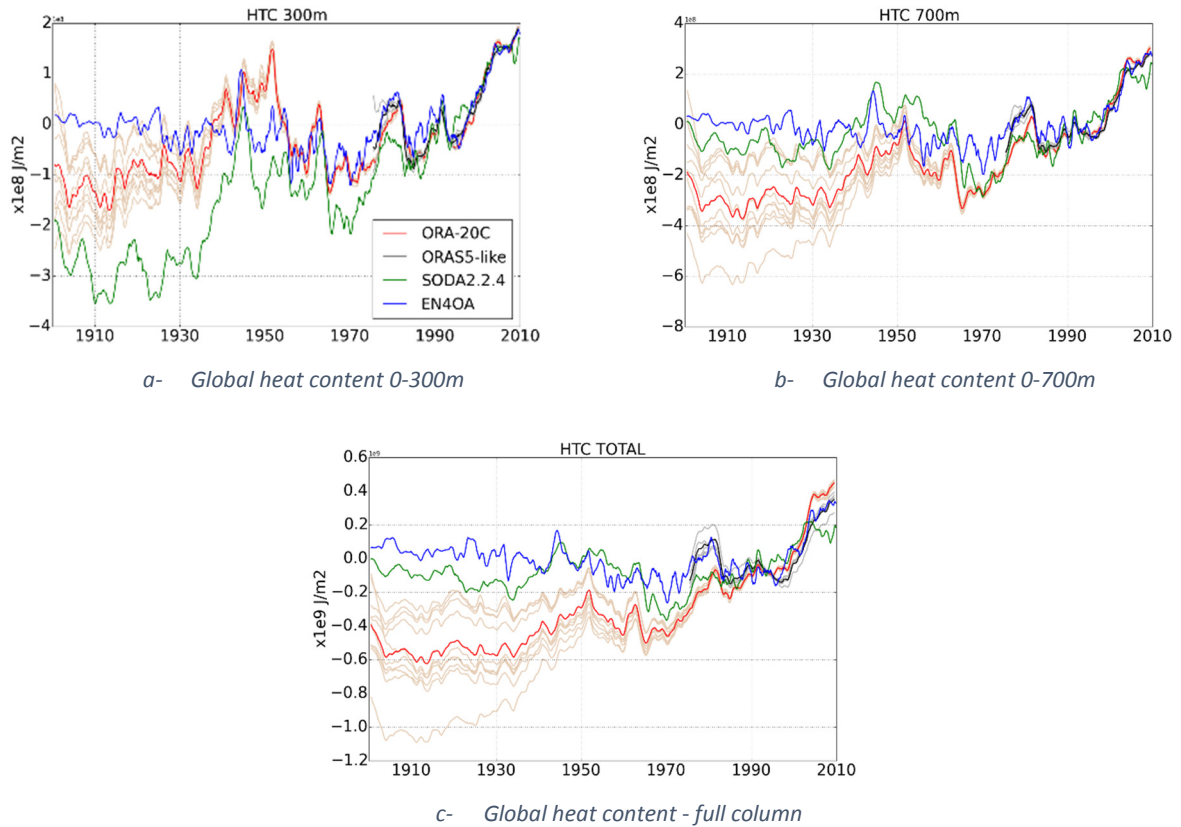 HTC 300m
2
1
0
−1
−2
−3
−4
x1e8 J/m2
1910 1930 1950 1970 1990 2010
ORA-20C
ORAS5-like
SODA2.2.4
EN4OA
a- Global heat content 0-300m
HTC 700m
1e8
4
2
0
−2
−4
−6
−8
x1e8 J/m2
1910 1930 1950 1970 1990 2010
b- Global heat content 0-700m
HTC TOTAL
1e9
0.6
0.4
0.2
0.0
−0.2
−0.4
−0.6
−0.8
−1.0
−1.2
x1e9 J/m2
1910 1930 1950 1970 1990 2010
c- Global heat content - full column